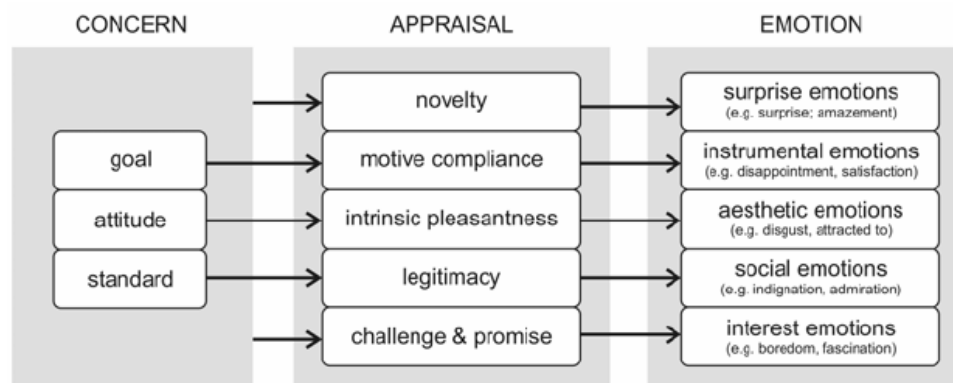 CONCERN
APPRAISAL
EMOTION
goal
attitude
standard
novelty
motive compliance
intrinsic pleasantness
legitimacy
challenge & promise
surprise emotions
(e.g. surprise; amazement)
instrumental emotions
(e.g. disappointment, satisfaction)
aesthetic emotions
(e.g. disgust, attracted to)
social emotions
(e.g. indignation, admiration)
interest emotions
(e.g. boredom, fascination)